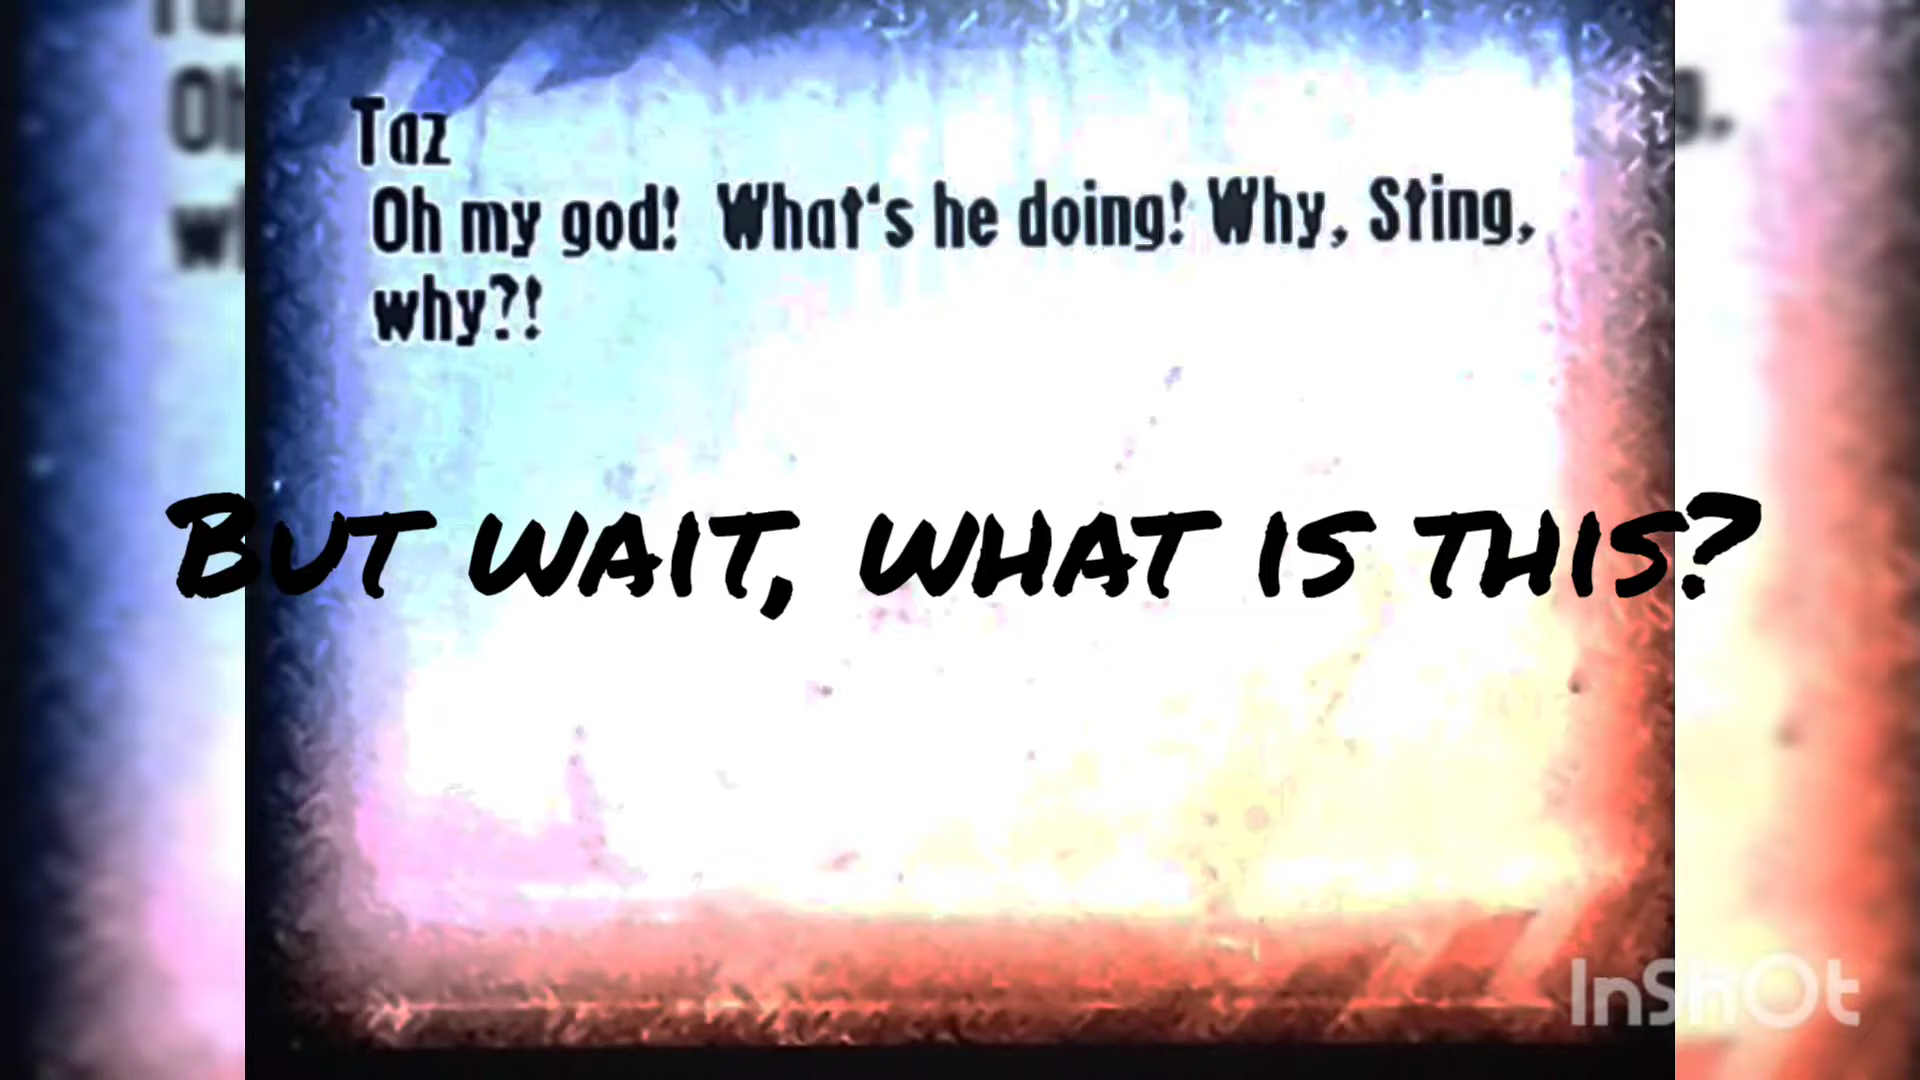 Taz
Oh my god! What's he doing! Why, Sting,
why?!
But wait, what is this?
InShOt